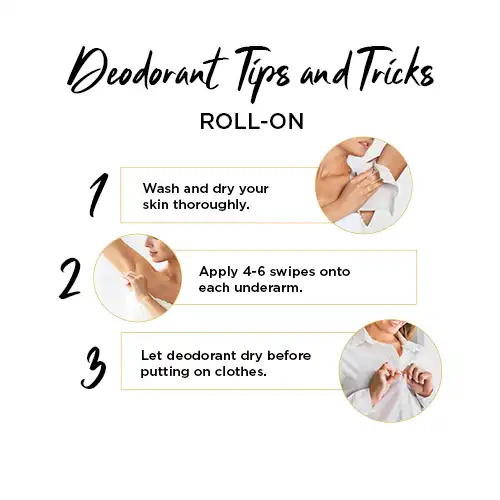 Deodorant Tips and Tricks
ROLL-ON
1
Wash and dry your
skin thoroughly.
2
Apply 4-6 swipes onto
each underarm.
3
Let deodorant dry before
putting on clothes.